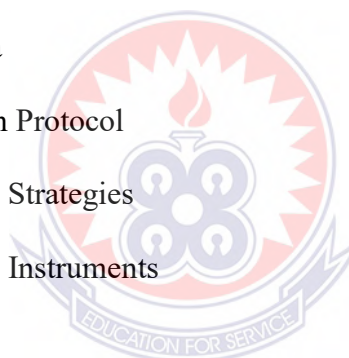 Protocol
Strategies
Instruments
EDUCATION FOR SERVICE